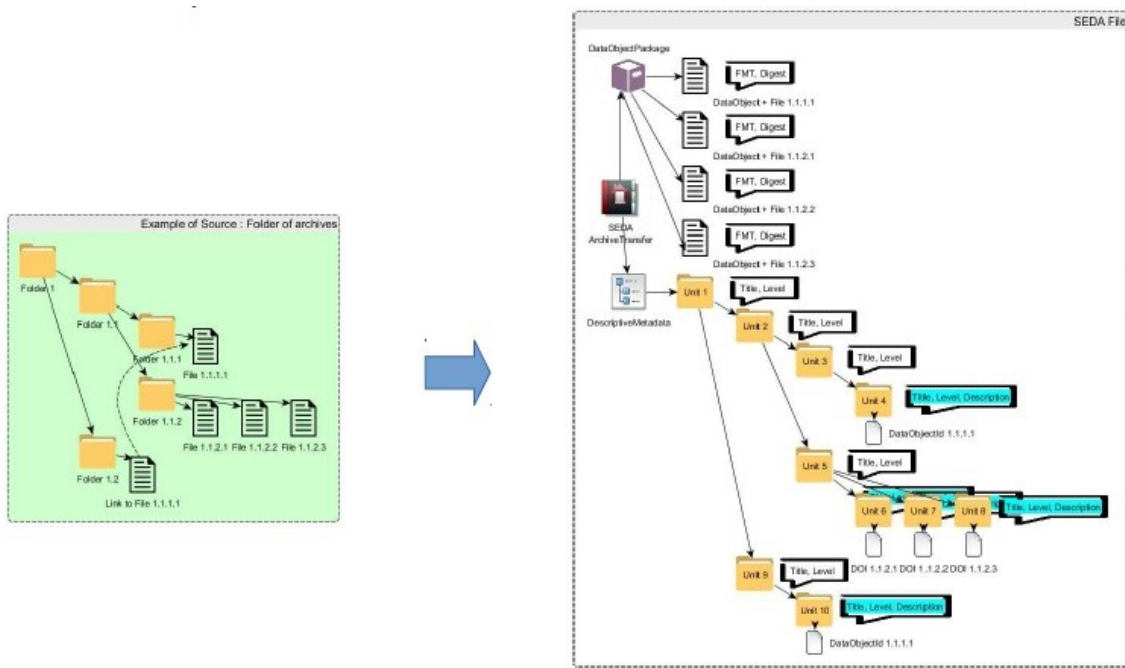 Example of Source : Folder of archives
Folder 1
Folder 1.1
Folder 1.1.1
File 1.1.1.1
Folder 1.1.2
File 1.1.2.1
File 1.1.2.2
File 1.1.2.3
Folder 1.2
Link to File 1.1.1.1
SEDA File
DataObjectPackage
FMT, Digest
DataObject + File 1.1.1.1
FMT, Digest
DataObject + File 1.1.2.1
FMT, Digest
DataObject + File 1.1.2.2
SEDA
ArchiveTransfer
FMT, Digest
DataObject + File 1.1.2.3
DescriptiveMetadata
Unit 1
Title, Level
Unit 2
Title, Level
Unit 3
Title, Level
Unit 4
Title, Level, Description
DataObjectId 1.1.1.1
Unit 5
Title, Level
Unit 6
Unit 7
Unit 8
Title, Level, Description
DOI 1.1.2.1
DOI 1.1.2.2
DOI 1.1.2.3
Unit 9
Title, Level
Unit 10
Title, Level, Description
DataObjectId 1.1.1.1